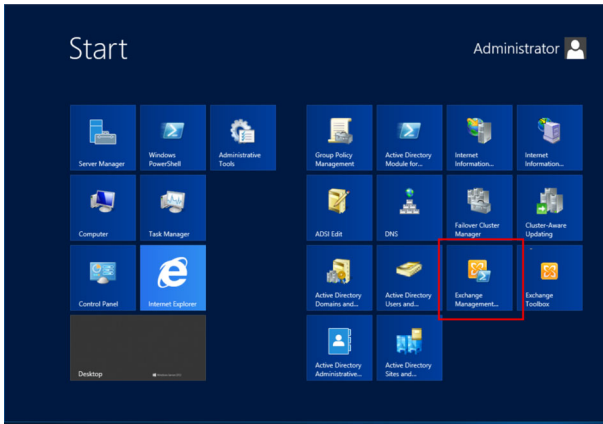 Start
Administrator
Server Manager
Windows
PowerShell
Administrative
Tools
Group Policy
Management
Active Directory
Module for...
Internet
Information...
Internet
Information...
Computer
Task Manager
ADSI Edit
DNS
Failover Cluster
Manager
Cluster-Aware
Updating
Control Panel
Internet Explorer
Active Directory
Domains and...
Active Directory
Users and...
Exchange
Management...
Exchange
Toolbox
Desktop
Active Directory
Administrative...
Active Directory
Sites and...